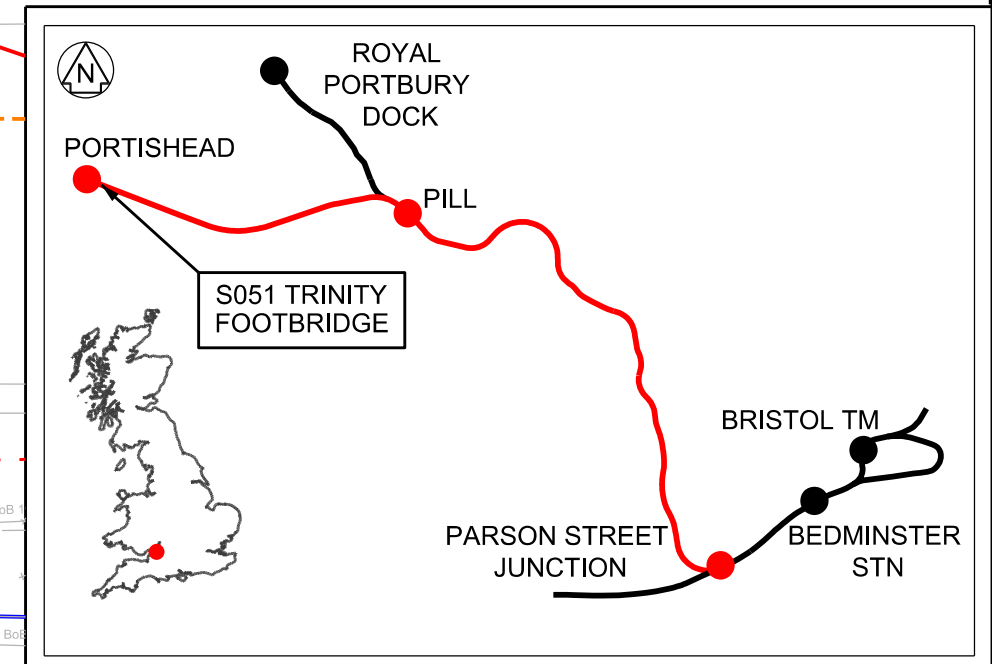 N
ROYAL
PORTBURY
DOCK
PORTISHEAD
PILL
S051 TRINITY
FOOTBRIDGE
BRISTOL TM
PARSON STREET
JUNCTION
BEDMINSTER
STN